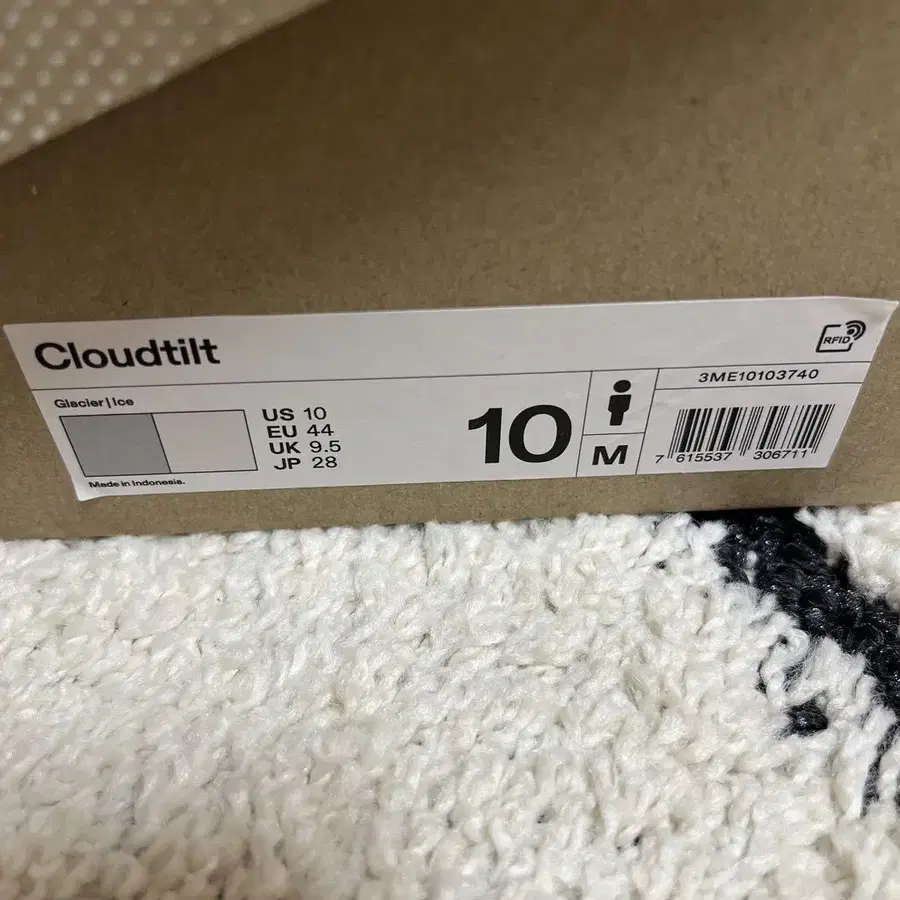 Cloudtilt
RFID
Glacier | Ice
US 10
EU 44
UK 9.5
JP 28
Made in Indonesia.
10
M
3ME10103740
7 615537 306711